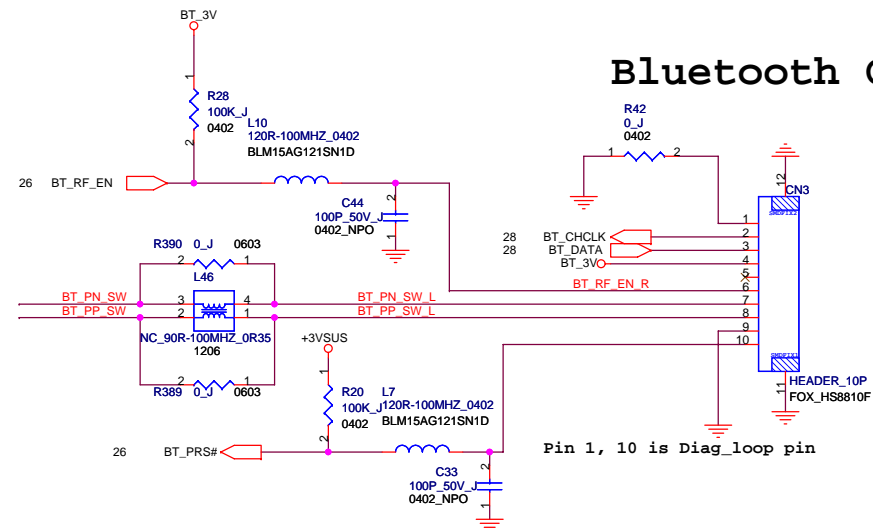 BT_3V
Bluetooth C
R28
100K_J
0402
1
2
L10
120R-100MHZ_0402
BLM15AG121SN1D
R42
0_J
0402
1
2
26 BT_RF_EN
C44
100P_50V_J
0402_NPO
2
1
12
CN3
SMDFIX2
28 BT_CHCLK
28 BT_DATA
BT_3V
1
2
3
4
5
6
7
8
9
10
BT_RF_EN_R
R390 0_J 0603
2
1
L46
BT_PN_SW
3
4
BT_PN_SW_L
BT_PP_SW
2
1
BT_PP_SW_L
NC_90R-100MHZ_0R35
1206
2
1
R389 0_J 0603
+3VSUS
1
2
R20
100K_J
0402
L7
120R-100MHZ_0402
BLM15AG121SN1D
SMDFIX1
11
HEADER_10P
FOX_HS8810F
26 BT_PRS#
Pin 1, 10 is Diag_loop pin
C33
100P_50V_J
0402_NPO
2
1